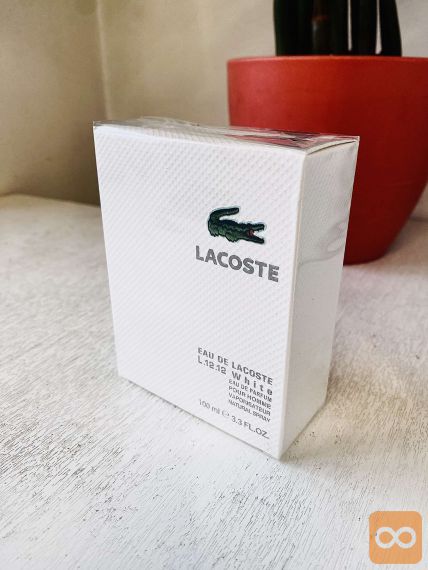 LACOSTE
EAU DE LACOSTE
L.12.12 White
EAU DE PARFUM
POUR HOMME
VAPORISATEUR
NATURAL SPRAY
100 ml ℮ 3.3 FL.OZ.